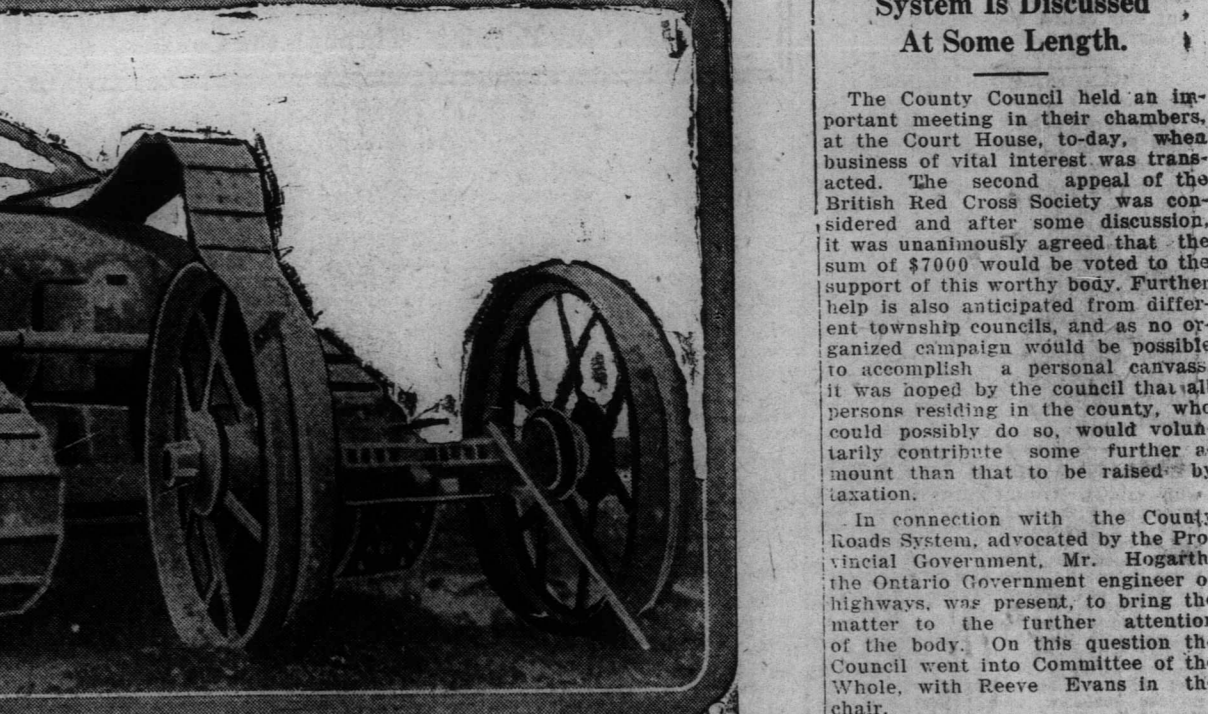 System Is Discussed
At Some Length.
The County Council held an im-
portant meeting in their chambers,
at the Court House, to-day, when
business of vital interest was trans-
acted. The second appeal of the
British Red Cross Society was con-
sidered and after some discussion,
it was unanimously agreed that the
sum of $7000 would be voted to the
support of this worthy body. Further
help is also anticipated from differ-
ent township councils, and as no or-
ganized campaign would be possible
to accomplish a personal canvass
it was hoped by the council that all
persons residing in the county, who
could possibly do so, would volun
tarily contribute some further a-
mount than that to be raised by
taxation.
In connection with the County
Roads System, advocated by the Pro
vincial Government, Mr. Hogarth
the Ontario Government engineer o
highways, was present, to bring the
matter to the further attention
of the body. On this question the
Council went into Committee of the
Whole, with Reeve Evans in th
chair.